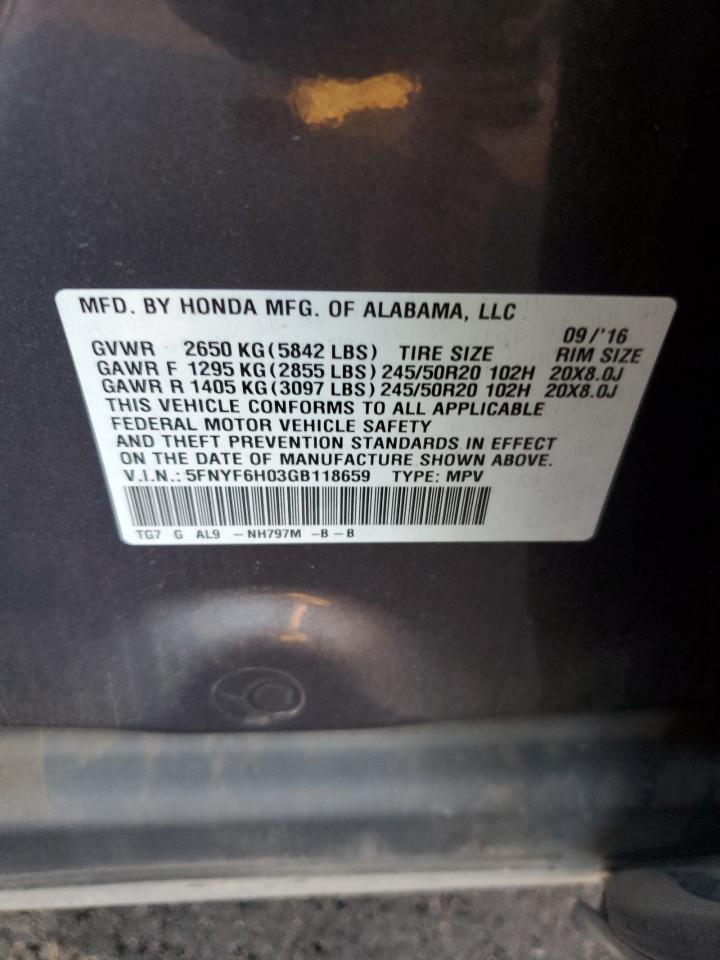 MFD. BY HONDA MFG. OF ALABAMA, LLC
09/'16
GVWR 2650 KG(5842 LBS) TIRE SIZE RIM SIZE
GAWR F 1295 KG(2855 LBS)245/50R20 102H 20X8.0J
GAWR R 1405 KG(3097 LBS)245/50R20 102H 20X8.0J
THIS VEHICLE CONFORMS TO ALL APPLICABLE
FEDERAL MOTOR VEHICLE SAFETY
AND THEFT PREVENTION STANDARDS IN EFFECT
ON THE DATE OF MANUFACTURE SHOWN ABOVE.
V.I.N.: 5FNYF6H03GB118659 TYPE: MPV
TG7 G AL9 -NH797M -B-B